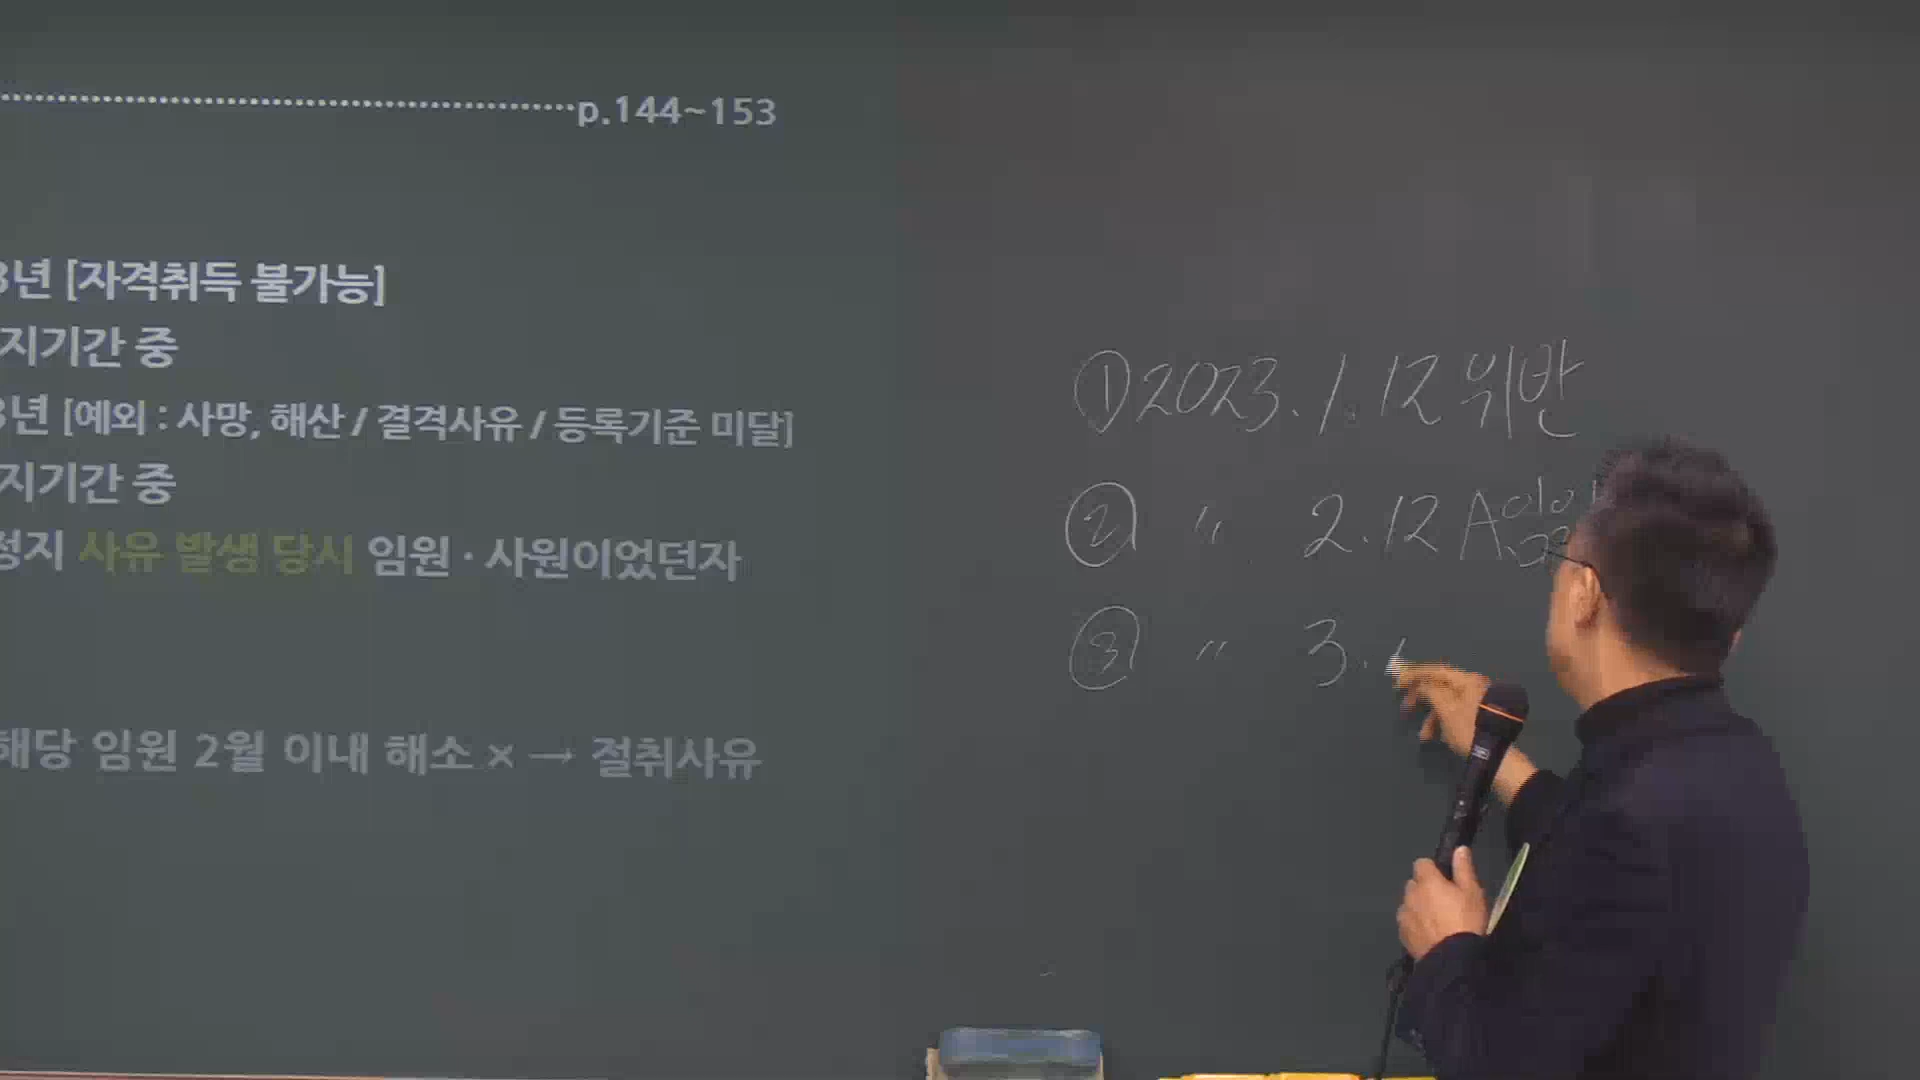 p.144~153
3년 [자격취득 불가능]
지기간 중
3년 [예외 : 사망, 해산 / 결격사유 / 등록기준 미달]
지기간 중
정지 사유 발생 당시 임원 · 사원이었던자
해당 임원 2월 이내 해소 × → 절취사유
① 2023. 1. 12 위반
② 〃 2. 12 A
③ 〃 3.